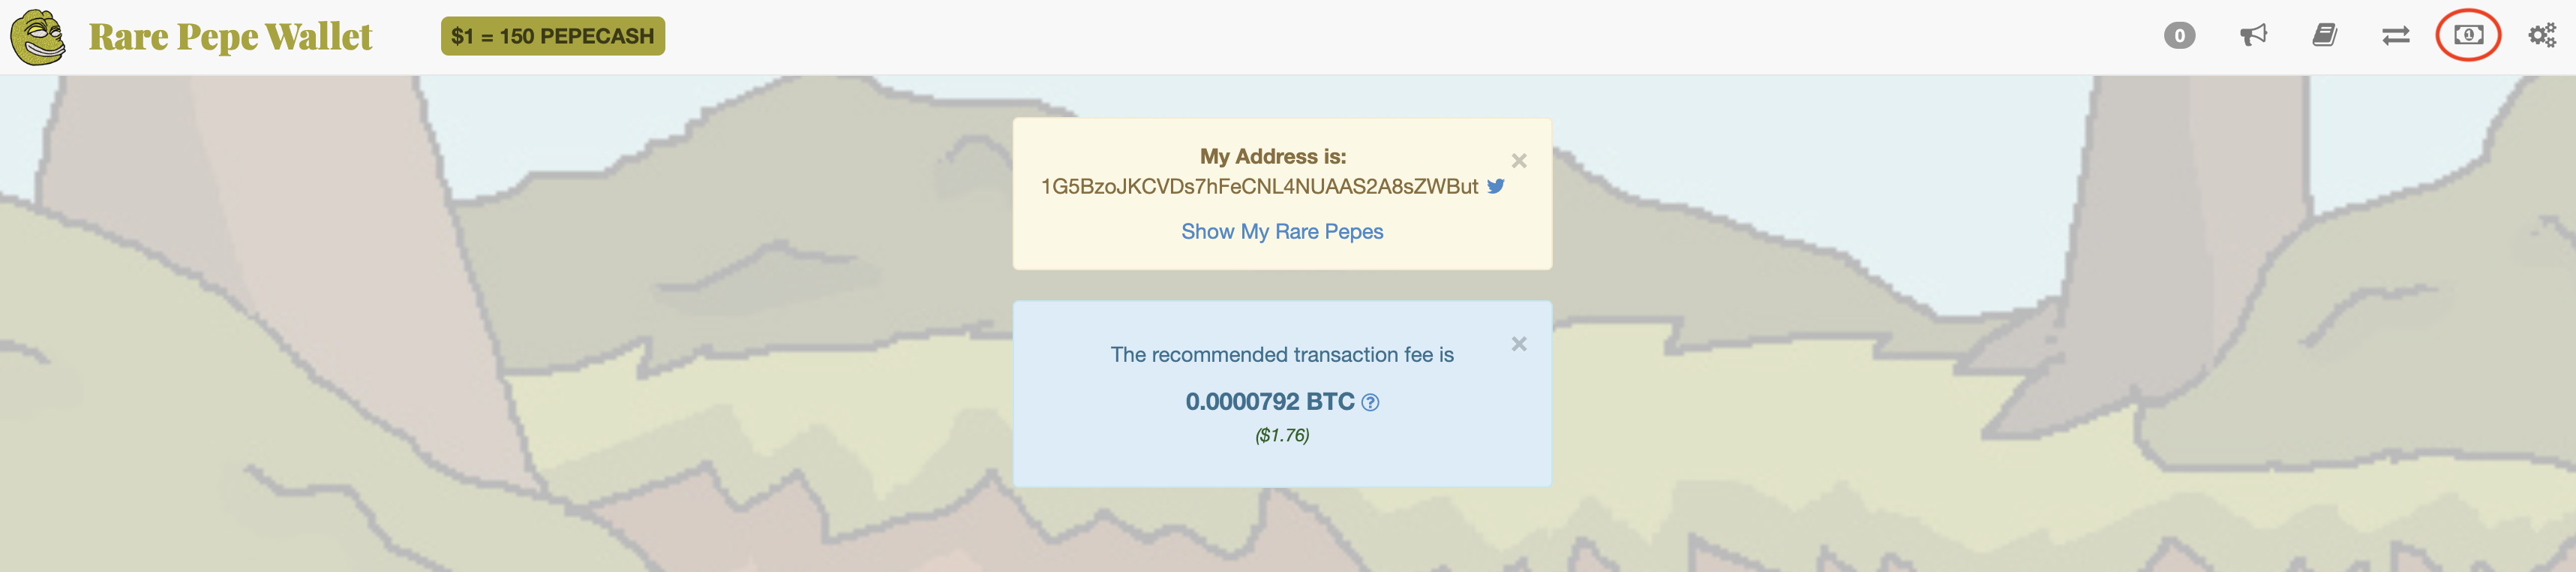 Rare Pepe Wallet
$1 = 150 PEPECASH
0
1
My Address is:
1G5BzoJKCVDs7hFeCNL4NUAAS2A8sZWBut
Show My Rare Pepes
The recommended transaction fee is
0.0000792 BTC ?
($1.76)